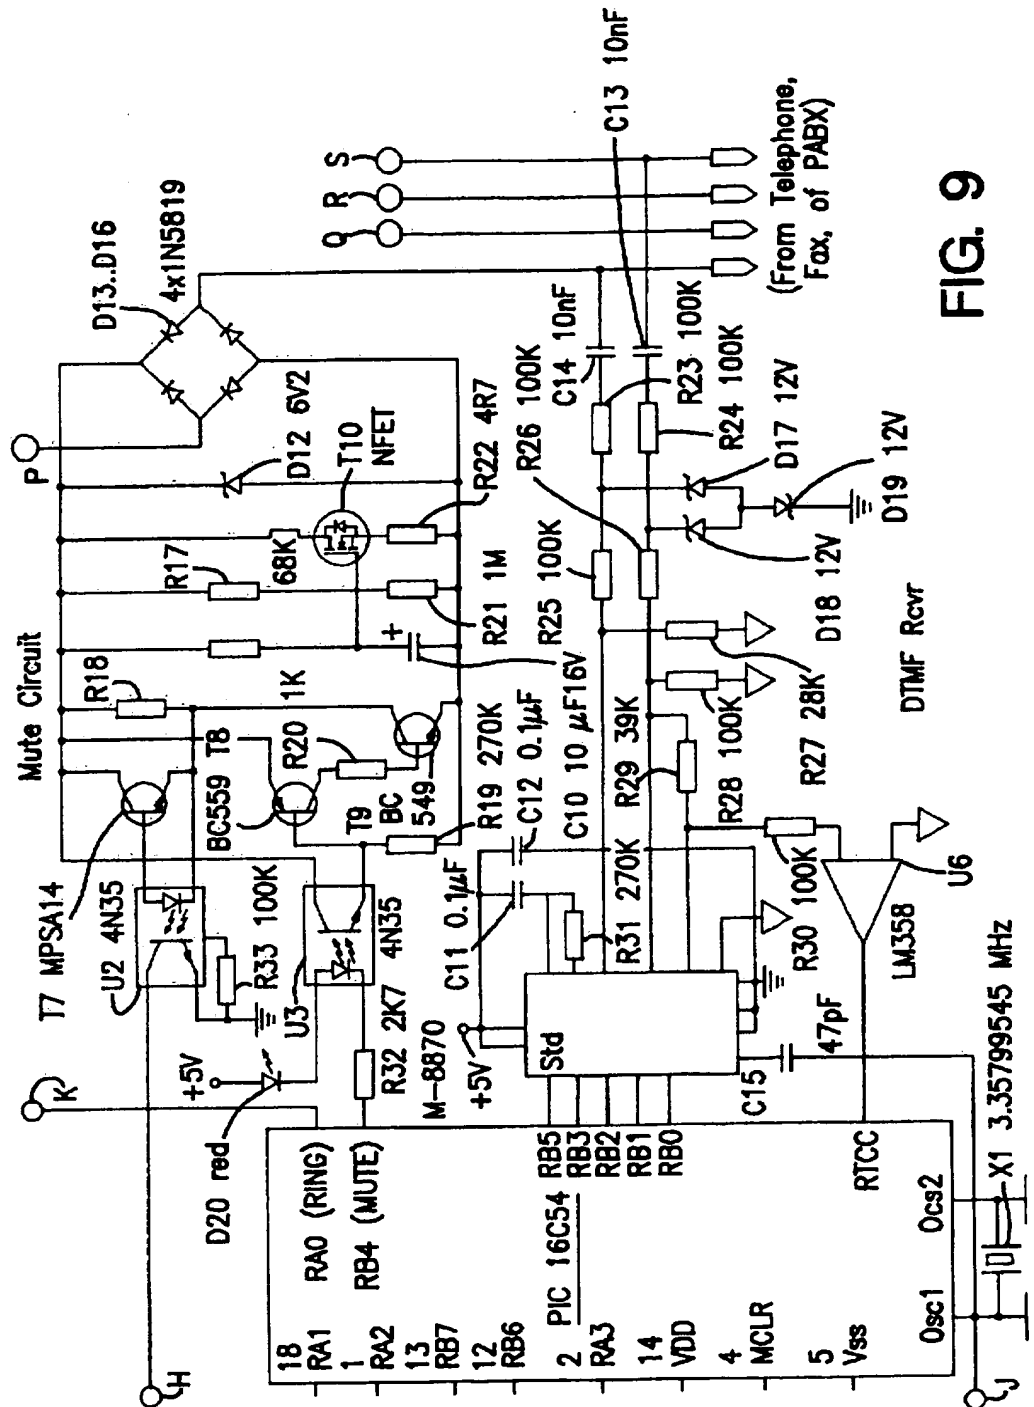 Mute Circuit
P
D13..D16
4x1N5819
R17
68K
D12 6V2
T10
NFET
R22 4R7
R18
1K
R21 1M
+
16V
T7 MPSA14
U2 4N35
R33 100K
BC559 T8
R20
T9
BC
549
R19 270K
U3
4N35
K
+5V
D20 red
R32 2K7
H
Q
R
S
C13 10nF
C14 10nF
R23 100K
R24 100K
R26 100K
R25 100K
D17 12V
D19 12V
12V
D18 12V
(From Telephone,
Fax, of PABX)
C12 0.1µF
C11 0.1µF
C10 10 µF
M-8870
+5V
Std
R31 270K
R29 39K
R28 100K
R27 28K
DTMF Rcvr
R30 100K
U6
LM358
C15
47pF
18
RA1
1
RA2
13
RB7
12
RB6
PIC 16C54
2
RA3
14
VDD
4
MCLR
5
Vss
RA0 (RING)
RB4 (MUTE)
RB5
RB3
RB2
RB1
RB0
RTCC
Osc1
Ocs2
X1 3.35799545 MHz
J
FIG. 9